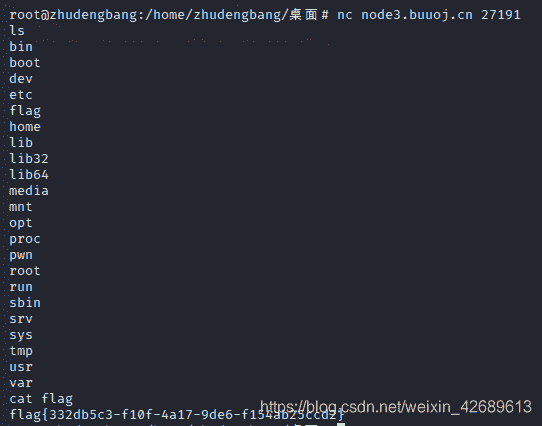 root@zhudengbang:/home/zhudengbang/桌面# nc node3.buuoj.cn 27191
ls
bin
boot
dev
etc
flag
home
lib
lib32
lib64
media
mnt
opt
proc
pwn
root
run
sbin
srv
sys
tmp
usr
var
cat flag
https://blog.csdn.net/weixin_42689613
flag{332db5c3-f10f-4a17-9de6-f154ab25ccd2}